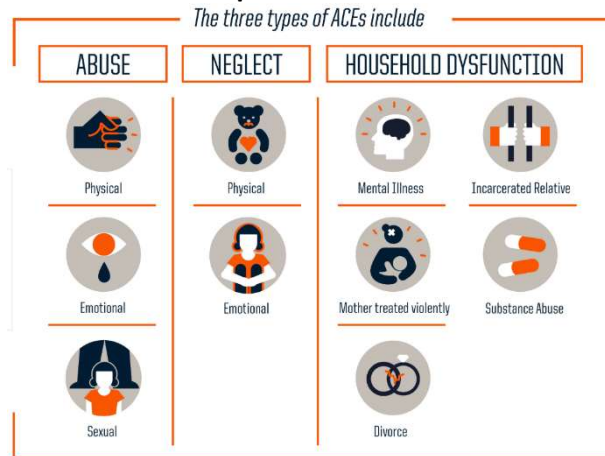 The three types of ACEs include
ABUSE
Physical
Emotional
Sexual
NEGLECT
Physical
Emotional
HOUSEHOLD DYSFUNCTION
Mental Illness
Incarcerated Relative
Mother treated violently
Substance Abuse
Divorce